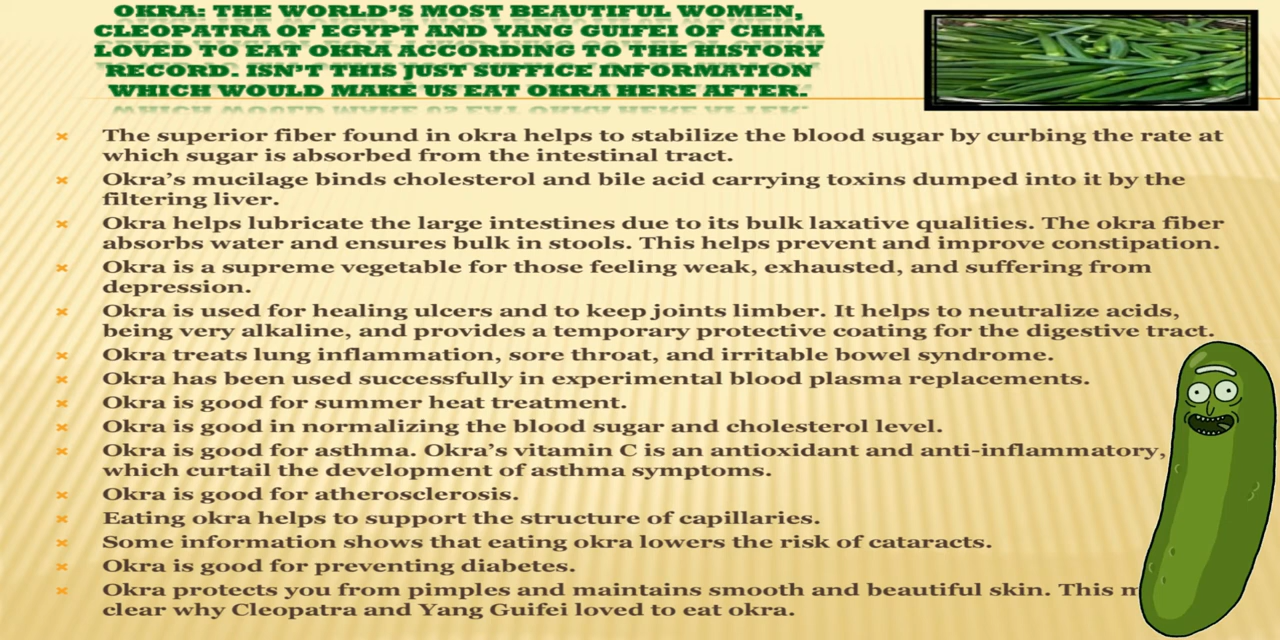 OKRA: THE WORLD'S MOST BEAUTIFUL WOMEN,
CLEOPATRA OF EGYPT AND YANG GUIFEI OF CHINA
LOVED TO EAT OKRA ACCORDING TO THE HISTORY
RECORD. ISN'T THIS JUST SUFFICE INFORMATION
WHICH WOULD MAKE US EAT OKRA HERE AFTER.
The superior fiber found in okra helps to stabilize the blood sugar by curbing the rate at
which sugar is absorbed from the intestinal tract.
Okra's mucilage binds cholesterol and bile acid carrying toxins dumped into it by the
filtering liver.
Okra helps lubricate the large intestines due to its bulk laxative qualities. The okra fiber
absorbs water and ensures bulk in stools. This helps prevent and improve constipation.
Okra is a supreme vegetable for those feeling weak, exhausted, and suffering from
depression.
Okra is used for healing ulcers and to keep joints limber. It helps to neutralize acids,
being very alkaline, and provides a temporary protective coating for the digestive tract.
Okra treats lung inflammation, sore throat, and irritable bowel syndrome.
Okra has been used successfully in experimental blood plasma replacements.
Okra is good for summer heat treatment.
Okra is good in normalizing the blood sugar and cholesterol level.
Okra is good for asthma. Okra's vitamin C is an antioxidant and anti-inflammatory,
which curtail the development of asthma symptoms.
Okra is good for atherosclerosis.
Eating okra helps to support the structure of capillaries.
Some information shows that eating okra lowers the risk of cataracts.
Okra is good for preventing diabetes.
Okra protects you from pimples and maintains smooth and beautiful skin. This
clear why Cleopatra and Yang Guifei loved to eat okra.